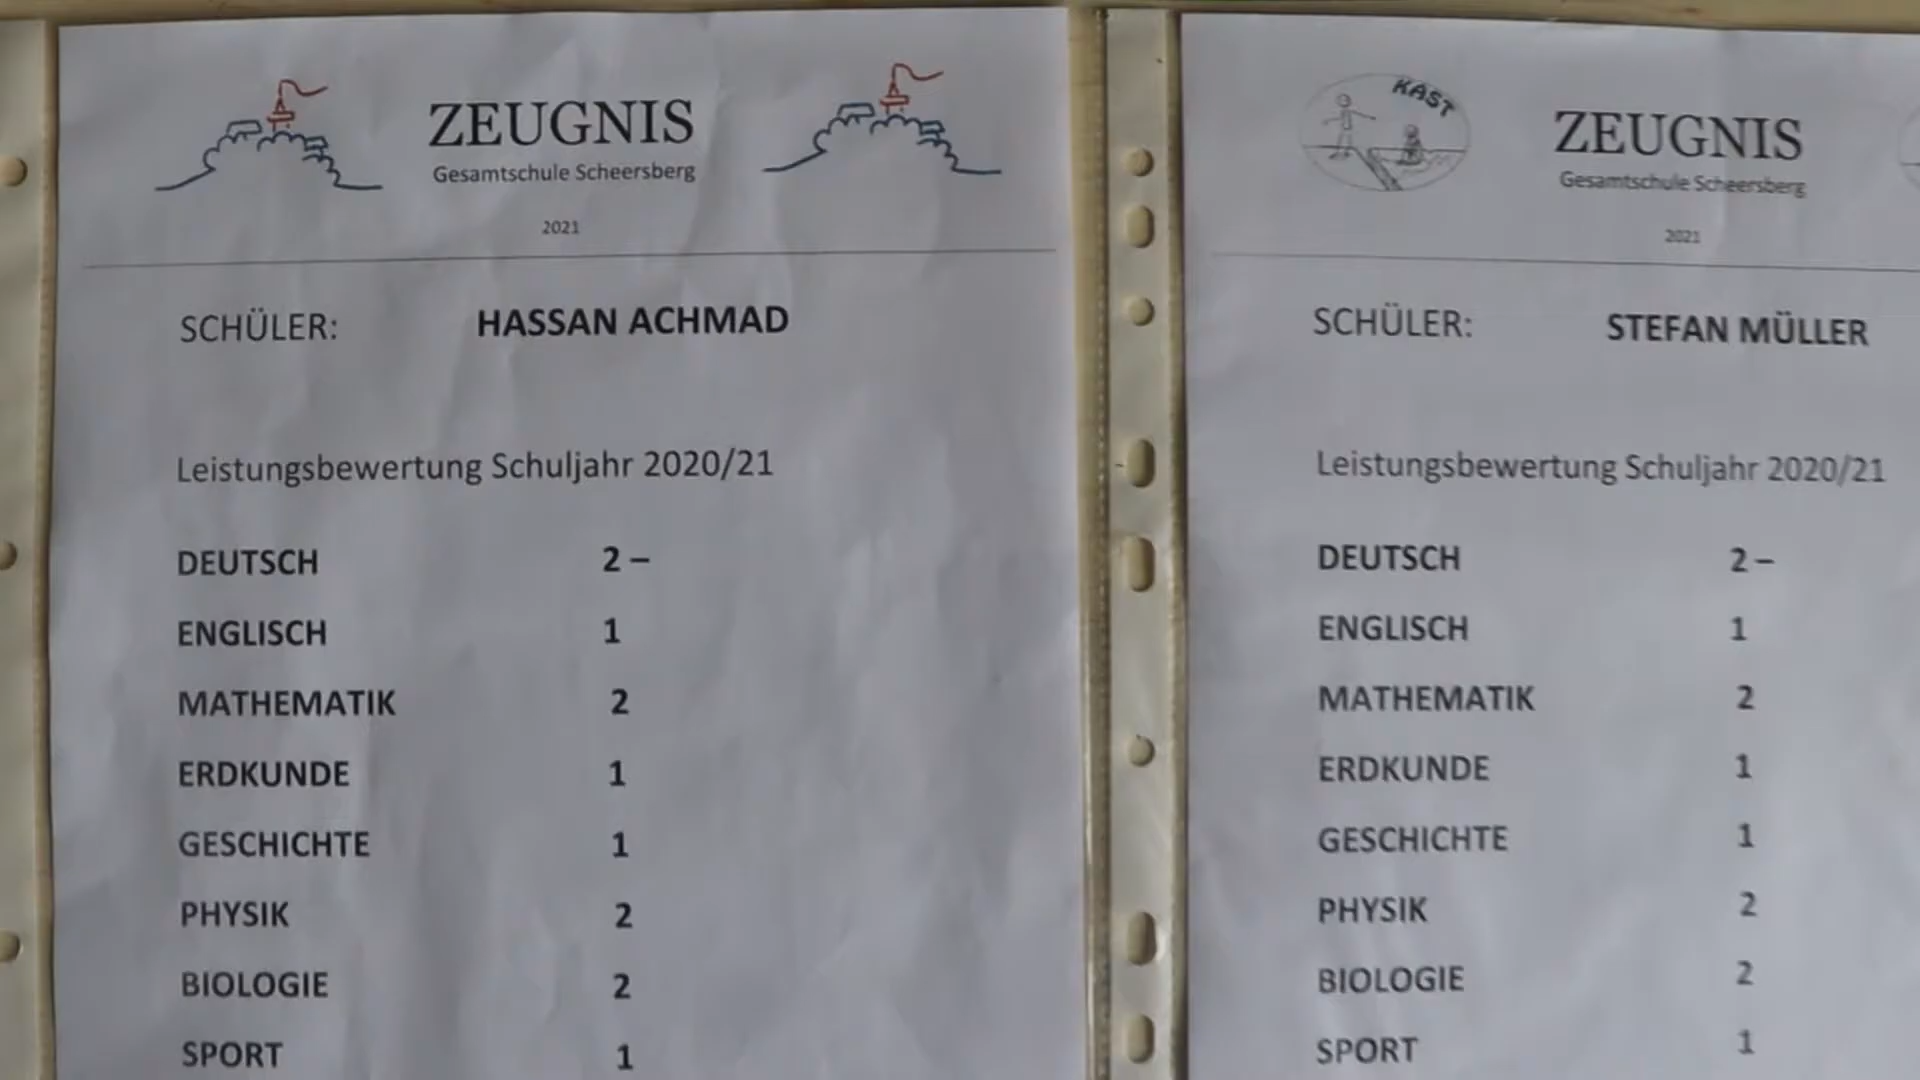 ZEUGNIS
Gesamtschule Scheersberg
2021
SCHÜLER: HASSAN ACHMAD
Leistungsbewertung Schuljahr 2020/21
DEUTSCH 2 –
ENGLISCH 1
MATHEMATIK 2
ERDKUNDE 1
GESCHICHTE 1
PHYSIK 2
BIOLOGIE 2
SPORT 1
KAST
ZEUGNIS
Gesamtschule Scheersberg
2021
SCHÜLER: STEFAN MÜLLER
Leistungsbewertung Schuljahr 2020/21
DEUTSCH 2 –
ENGLISCH 1
MATHEMATIK 2
ERDKUNDE 1
GESCHICHTE 1
PHYSIK 2
BIOLOGIE 2
SPORT 1